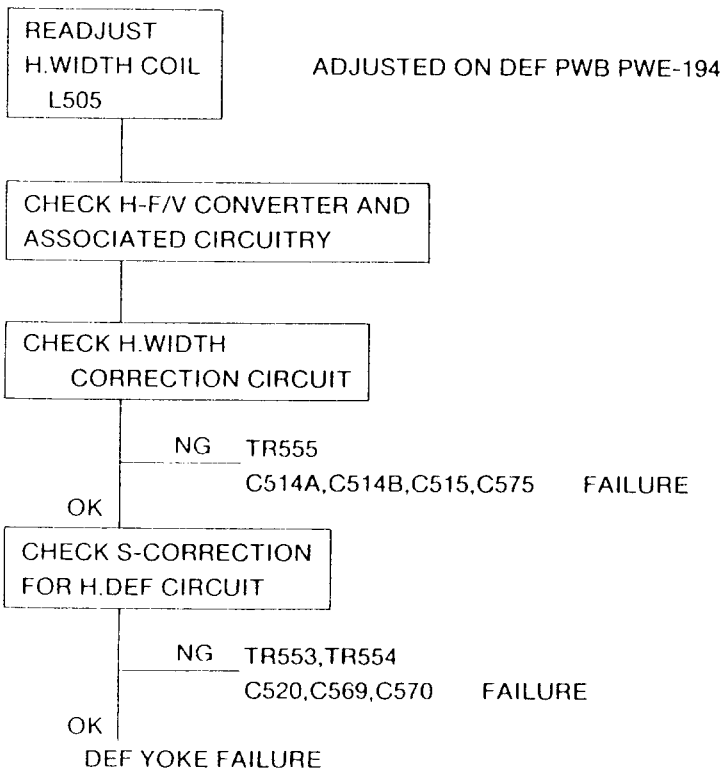 READJUST
H.WIDTH COIL
L505
ADJUSTED ON DEF PWB PWE-194
CHECK H-F/V CONVERTER AND
ASSOCIATED CIRCUITRY
CHECK H.WIDTH
CORRECTION CIRCUIT
NG TR555
C514A,C514B,C515,C575 FAILURE
OK
CHECK S-CORRECTION
FOR H.DEF CIRCUIT
NG TR553,TR554
C520,C569,C570 FAILURE
OK
DEF YOKE FAILURE